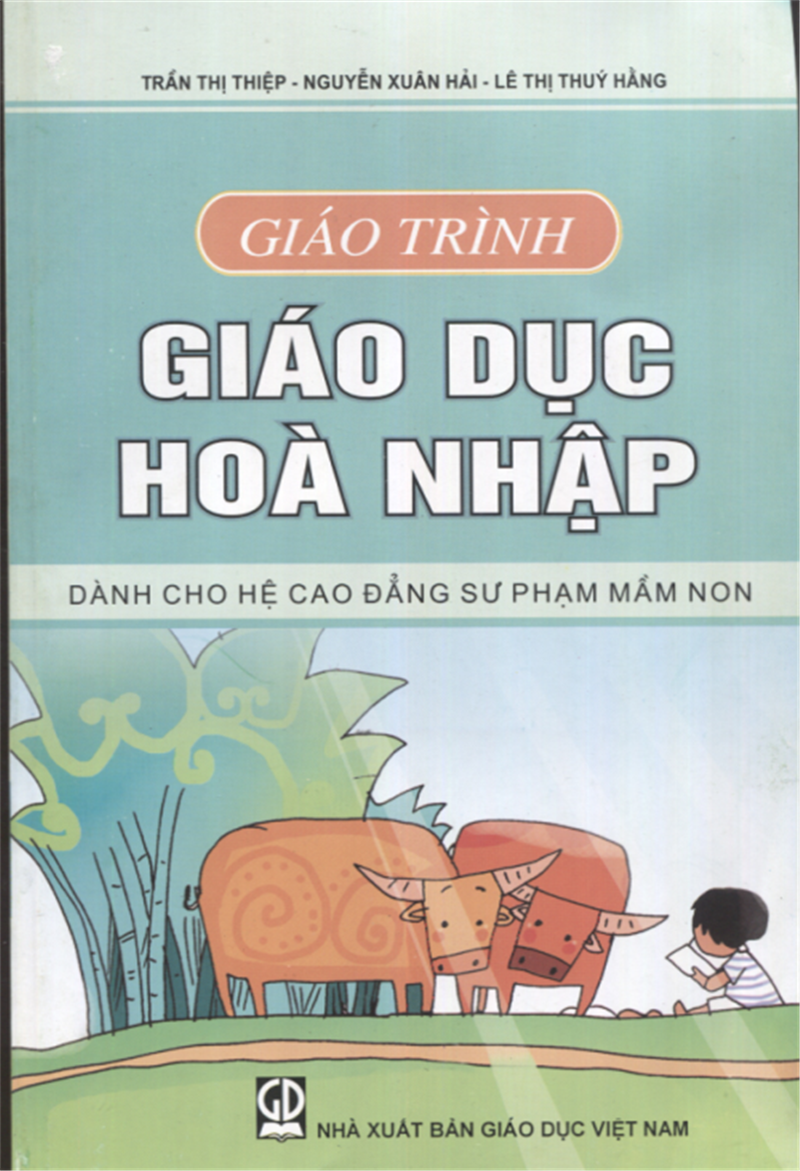 TRẦN THỊ THIỆP - NGUYỄN XUÂN HẢI - LÊ THỊ THUÝ HẰNG
GIÁO TRÌNH
GIÁO DỤC
HOÀ NHẬP
DÀNH CHO HỆ CAO ĐẲNG SƯ PHẠM MẦM NON
GD
NHÀ XUẤT BẢN GIÁO DỤC VIỆT NAM